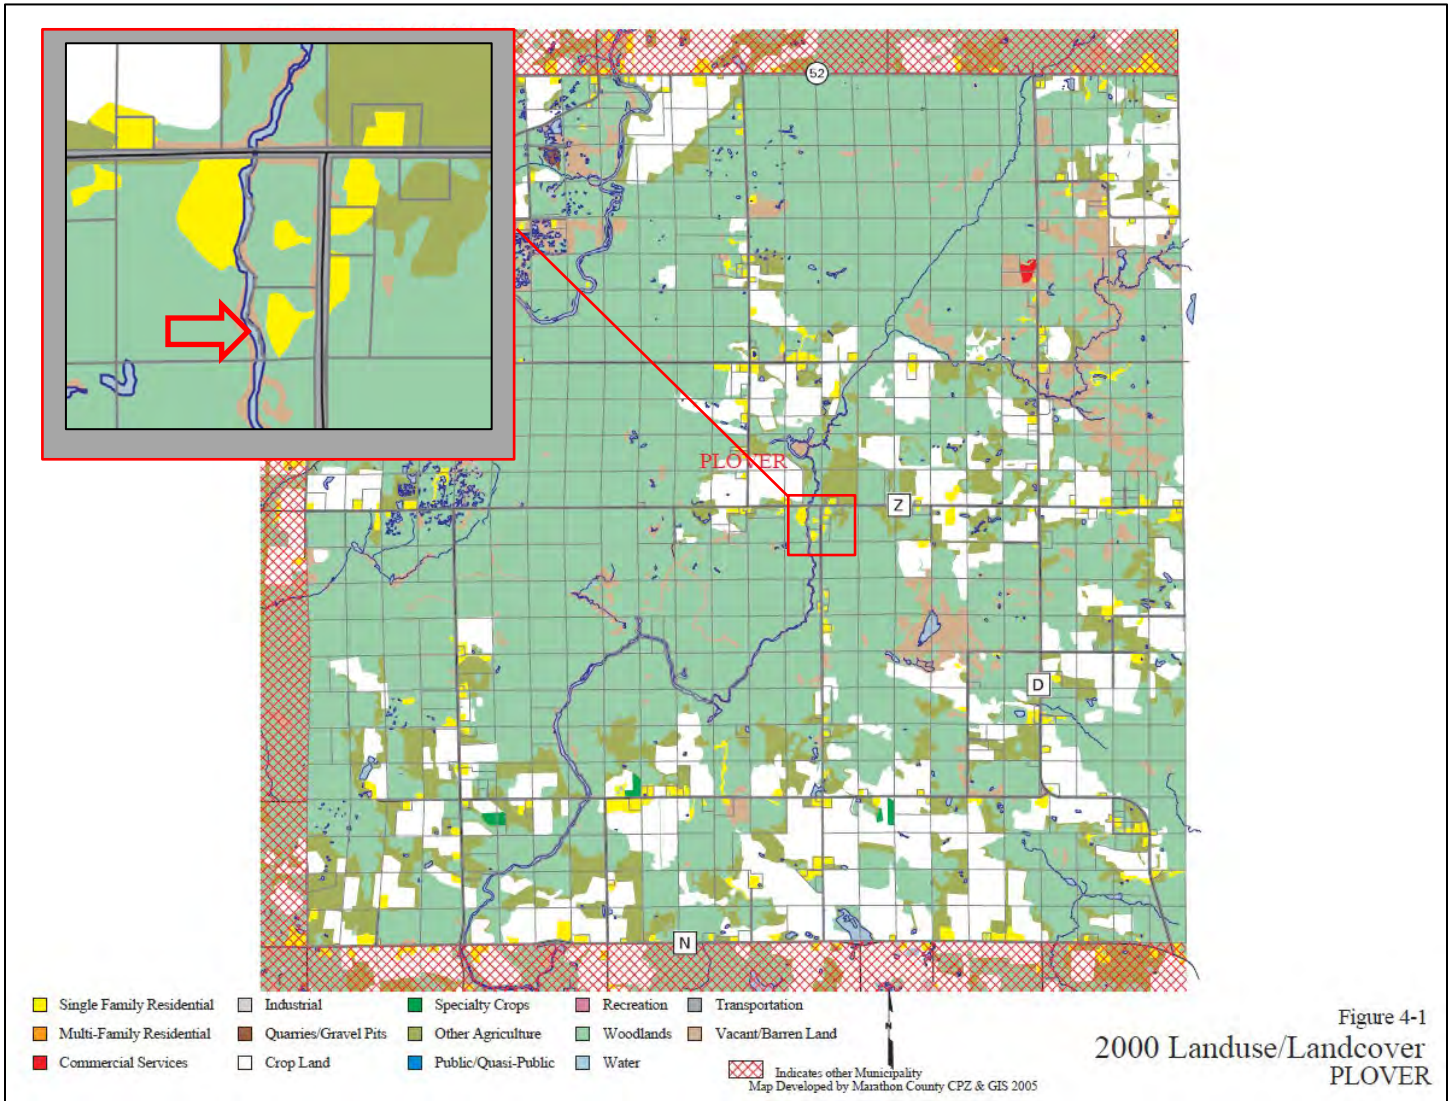 52
PLOVER
Z
D
N
Single Family Residential
Industrial
Specialty Crops
Recreation
Transportation
Multi-Family Residential
Quarries/Gravel Pits
Other Agriculture
Woodlands
Vacant/Barren Land
Commercial Services
Crop Land
Public/Quasi-Public
Water
N
Indicates other Municipality
Map Developed by Marathon County CPZ & GIS 2005
Figure 4-1
2000 Landuse/Landcover
PLOVER